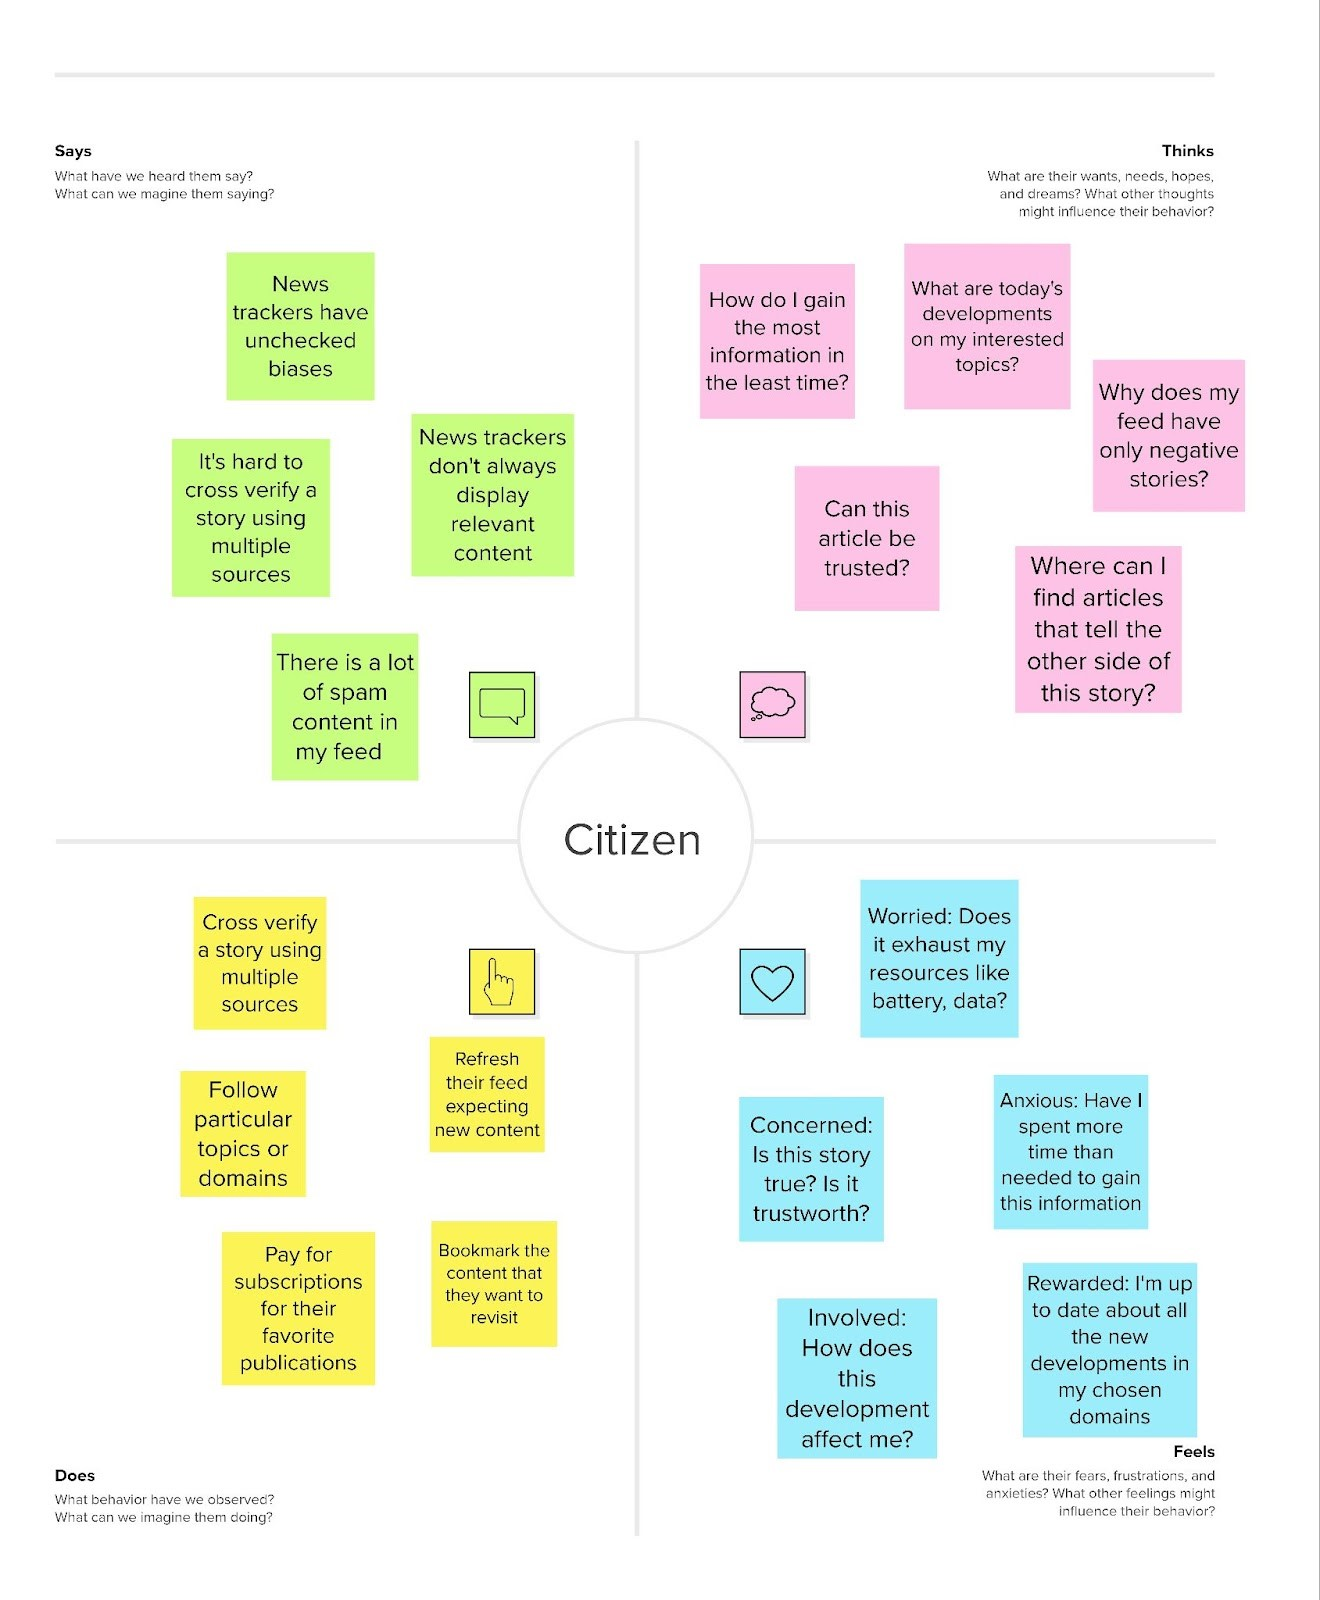 Says
What have we heard them say?
What can we magine them saying?
News
trackers have
unchecked
biases
It's hard to
cross verify a
story using
multiple
sources
News trackers
don't always
display
relevant
content
There is a lot
of spam
content in
my feed
Thinks
What are their wants, needs, hopes,
and dreams? What other thoughts
might influence their behavior?
How do I gain
the most
information in
the least time?
What are today's
developments
on my interested
topics?
Why does my
feed have
only negative
stories?
Can this
article be
trusted?
Where can I
find articles
that tell the
other side of
this story?
Citizen
Cross verify
a story using
multiple
sources
Refresh
their feed
expecting
new content
Follow
particular
topics or
domains
Pay for
subscriptions
for their
favorite
publications
Bookmark the
content that
they want to
revisit
Does
What behavior have we observed?
What can we imagine them doing?
Worried: Does
it exhaust my
resources like
battery, data?
Concerned:
Is this story
true? Is it
trustworth?
Anxious: Have I
spent more
time than
needed to gain
this information
Involved:
How does
this
development
affect me?
Rewarded: I'm up
to date about all
the new
developments in
my chosen
domains
Feels
What are their fears, frustrations, and
anxieties? What other feelings might
influence their behavior?